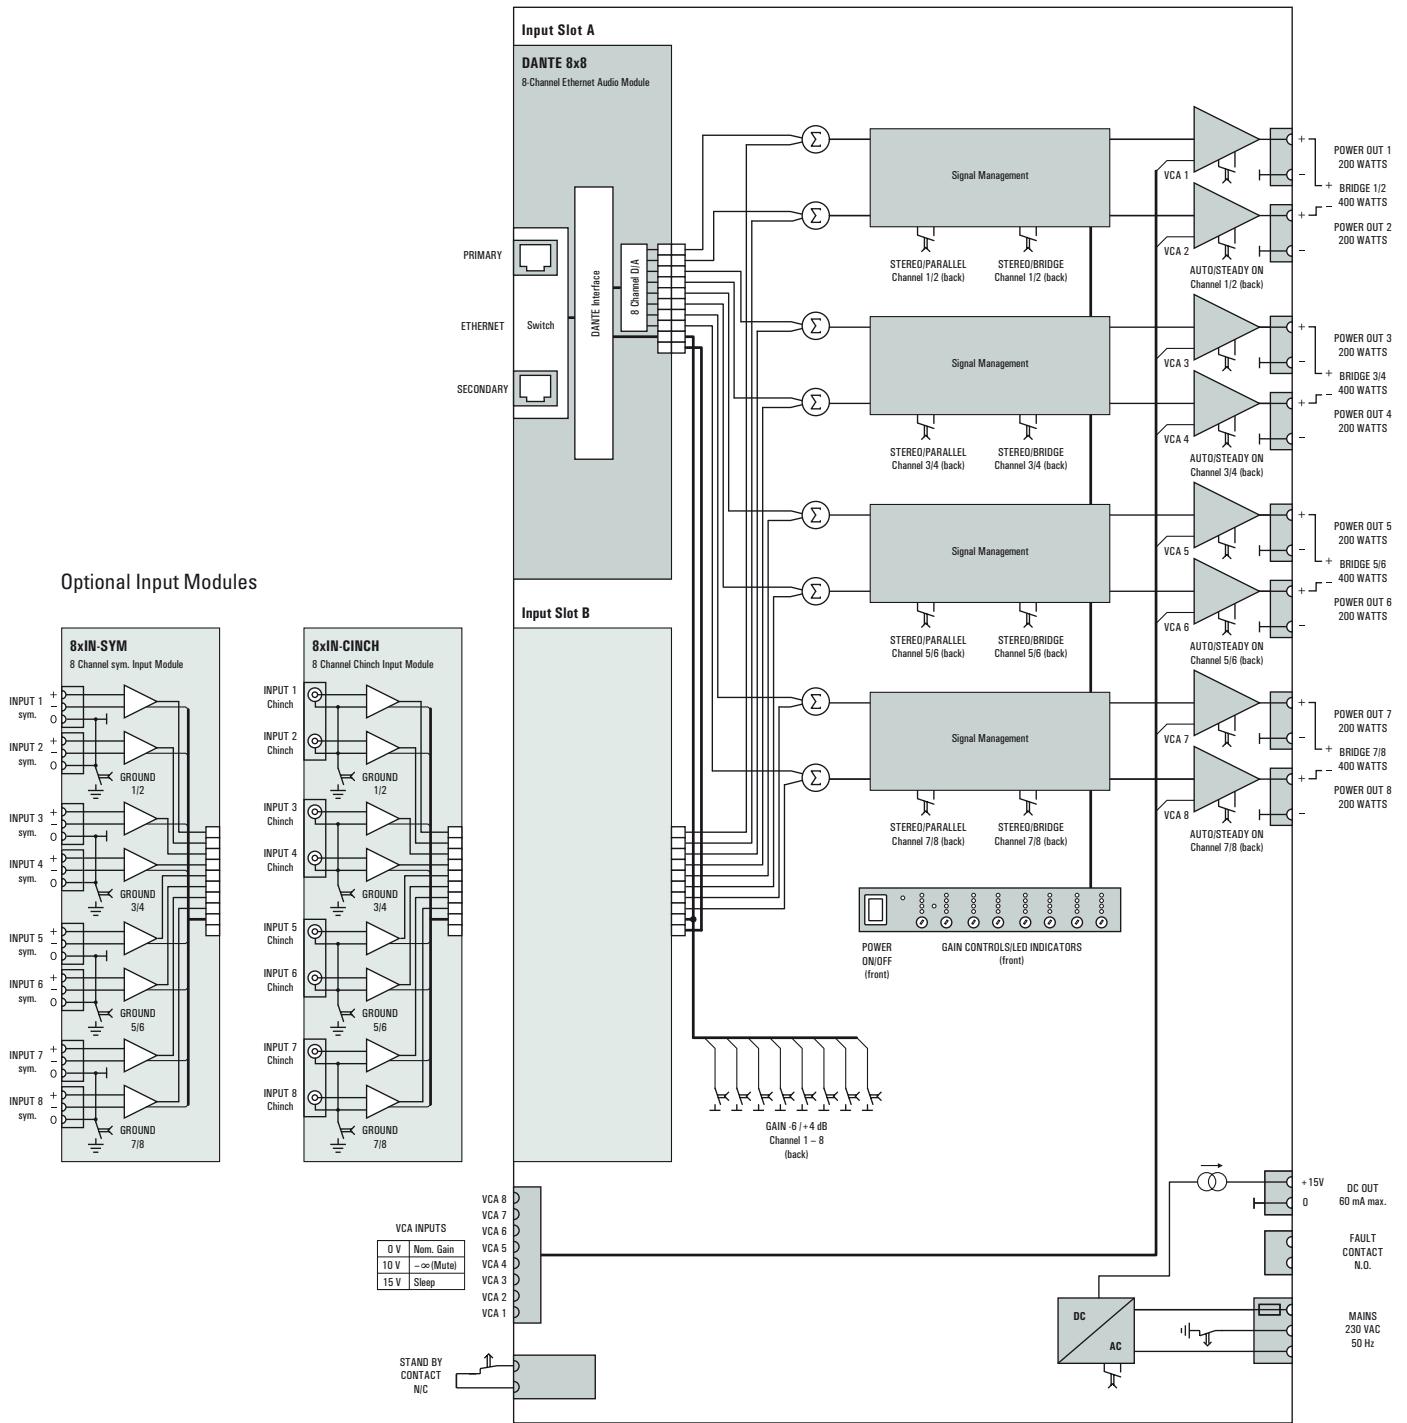 Input Slot A
DANTE 8x8
8-Channel Ethernet Audio Module
PRIMARY
ETHERNET
Switch
SECONDARY
DANTE Interface
8 Channel D/A
Σ
Σ
Signal Management
STEREO/PARALLEL
Channel 1/2 (back)
STEREO/BRIDGE
Channel 1/2 (back)
VCA 1
VCA 2
AUTO/STEADY ON
Channel 1/2 (back)
+
−
+
−
+
−
POWER OUT 1
200 WATTS
BRIDGE 1/2
400 WATTS
POWER OUT 2
200 WATTS
Σ
Σ
Signal Management
STEREO/PARALLEL
Channel 3/4 (back)
STEREO/BRIDGE
Channel 3/4 (back)
VCA 3
VCA 4
AUTO/STEADY ON
Channel 3/4 (back)
+
−
+
−
+
−
POWER OUT 3
200 WATTS
BRIDGE 3/4
400 WATTS
POWER OUT 4
200 WATTS
Σ
Σ
Signal Management
STEREO/PARALLEL
Channel 5/6 (back)
STEREO/BRIDGE
Channel 5/6 (back)
VCA 5
VCA 6
AUTO/STEADY ON
Channel 5/6 (back)
+
−
+
−
+
−
POWER OUT 5
200 WATTS
BRIDGE 5/6
400 WATTS
POWER OUT 6
200 WATTS
Σ
Σ
Signal Management
STEREO/PARALLEL
Channel 7/8 (back)
STEREO/BRIDGE
Channel 7/8 (back)
VCA 7
VCA 8
AUTO/STEADY ON
Channel 7/8 (back)
+
−
+
−
+
−
POWER OUT 7
200 WATTS
BRIDGE 7/8
400 WATTS
POWER OUT 8
200 WATTS
Optional Input Modules
8xIN-SYM
8 Channel sym. Input Module
INPUT 1
sym.
+
−
0
INPUT 2
sym.
+
−
0
GROUND
1/2
INPUT 3
sym.
+
−
0
INPUT 4
sym.
+
−
0
GROUND
3/4
INPUT 5
sym.
+
−
0
INPUT 6
sym.
+
−
0
GROUND
5/6
INPUT 7
sym.
+
−
0
INPUT 8
sym.
+
−
0
GROUND
7/8
8xIN-CINCH
8 Channel Chinch Input Module
INPUT 1
Chinch
INPUT 2
Chinch
GROUND
1/2
INPUT 3
Chinch
INPUT 4
Chinch
GROUND
3/4
INPUT 5
Chinch
INPUT 6
Chinch
GROUND
5/6
INPUT 7
Chinch
INPUT 8
Chinch
GROUND
7/8
Input Slot B
POWER
ON/OFF
(front)
GAIN CONTROLS/LED INDICATORS
(front)
GAIN -6 /+4 dB
Channel 1 – 8
(back)
VCA INPUTS
0 V Nom. Gain
10 V −∞ (Mute)
15 V Sleep
VCA 8
VCA 7
VCA 6
VCA 5
VCA 4
VCA 3
VCA 2
VCA 1
STAND BY
CONTACT
N/C
+15V
0
DC OUT
60 mA max.
FAULT
CONTACT
N.O.
DC
AC
MAINS
230 VAC
50 Hz